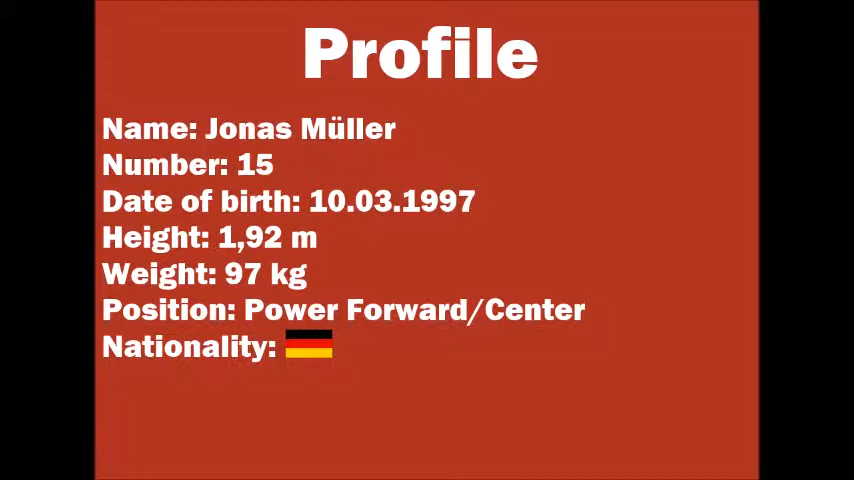 Profile
Name: Jonas Müller
Number: 15
Date of birth: 10.03.1997
Height: 1,92 m
Weight: 97 kg
Position: Power Forward/Center
Nationality: